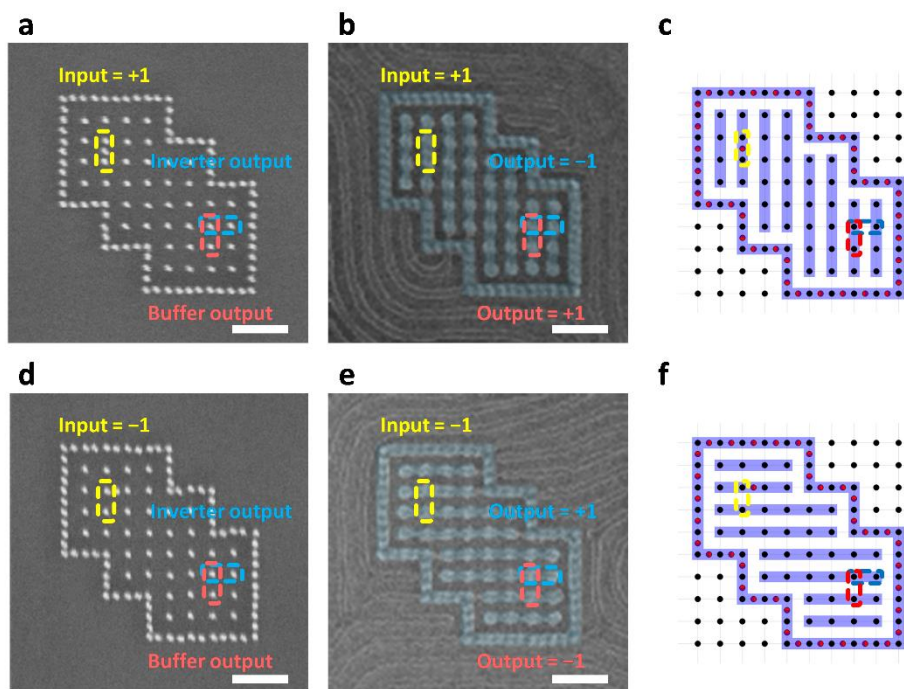 a
Input = +1
Inverter output
Buffer output
b
Input = +1
Output = −1
Output = +1
c
d
Input = −1
Inverter output
Buffer output
e
Input = −1
Output = +1
Output = −1
f